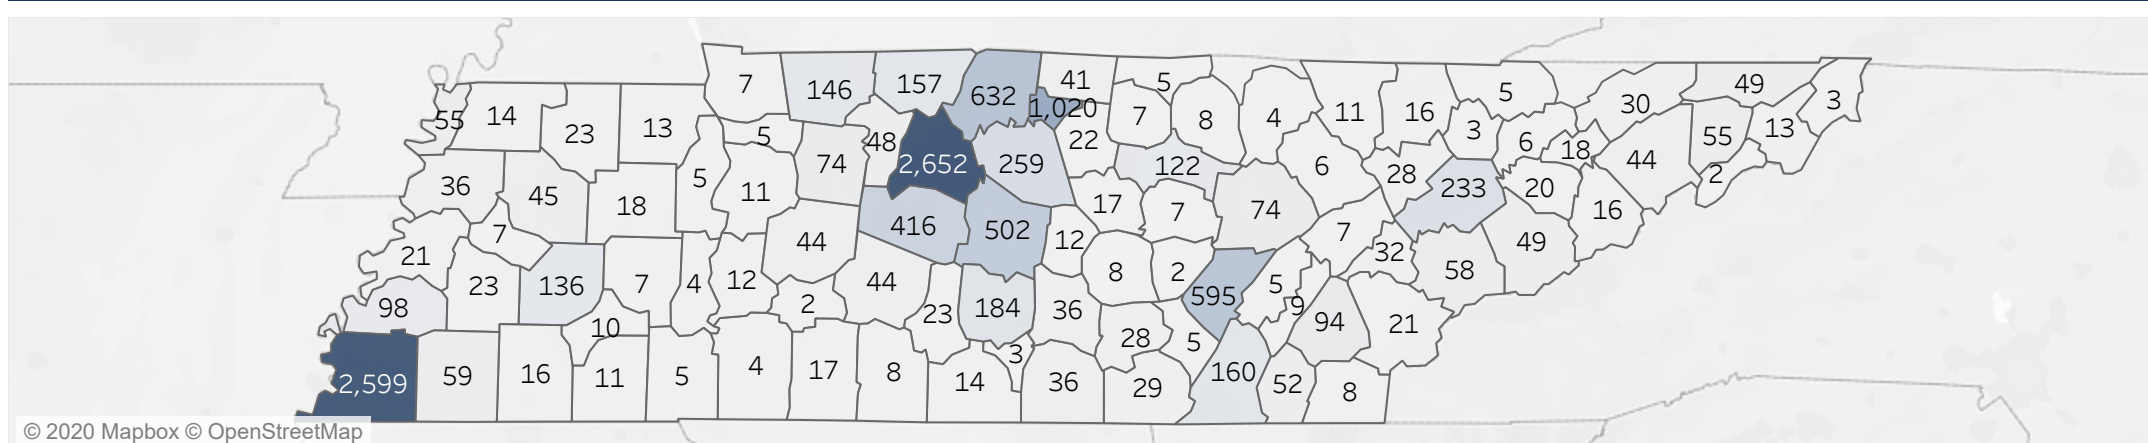 7 146 157 632 41 5
55 14 23 13 5 74 48 2,652 259 1,020 22 7 8 4 11 16 5 30 49 3
3 6 18 44 55 13 2
36 45 18 5 11 122 6 28 233 20 16
21 7 44 416 502 12 17 7 74 7 32 58 49
98 23 136 7 4 12 2 44 23 184 36 8 2 595 5 9 94 21
10 3 28 5
2,599 59 16 11 5 4 17 8 14 36 29 160 52 8
© 2020 Mapbox © OpenStreetMap